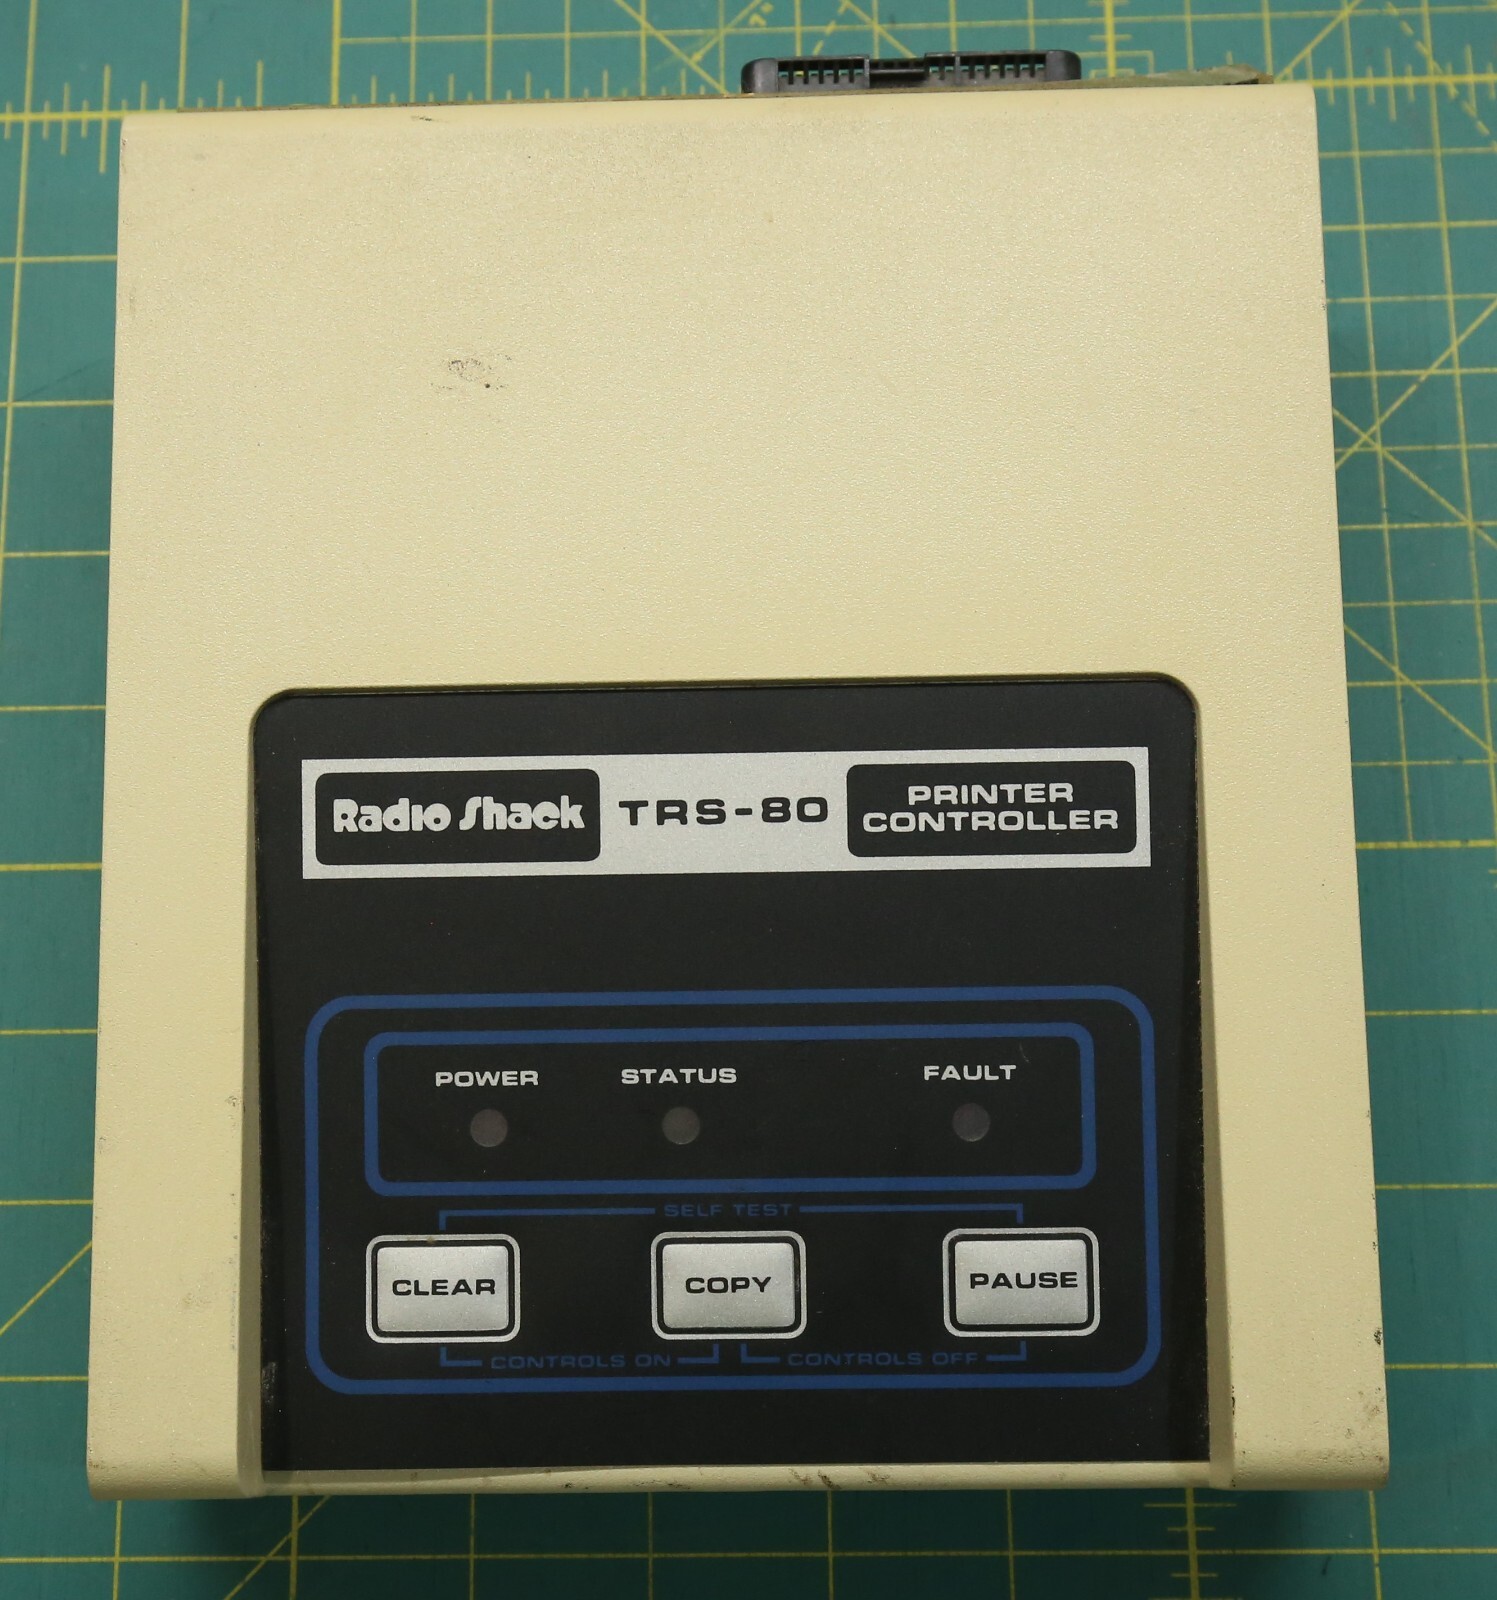 Radio Shack TRS-80 PRINTER
CONTROLLER
POWER STATUS FAULT
SELF TEST
CLEAR COPY PAUSE
CONTROLS ON CONTROLS OFF